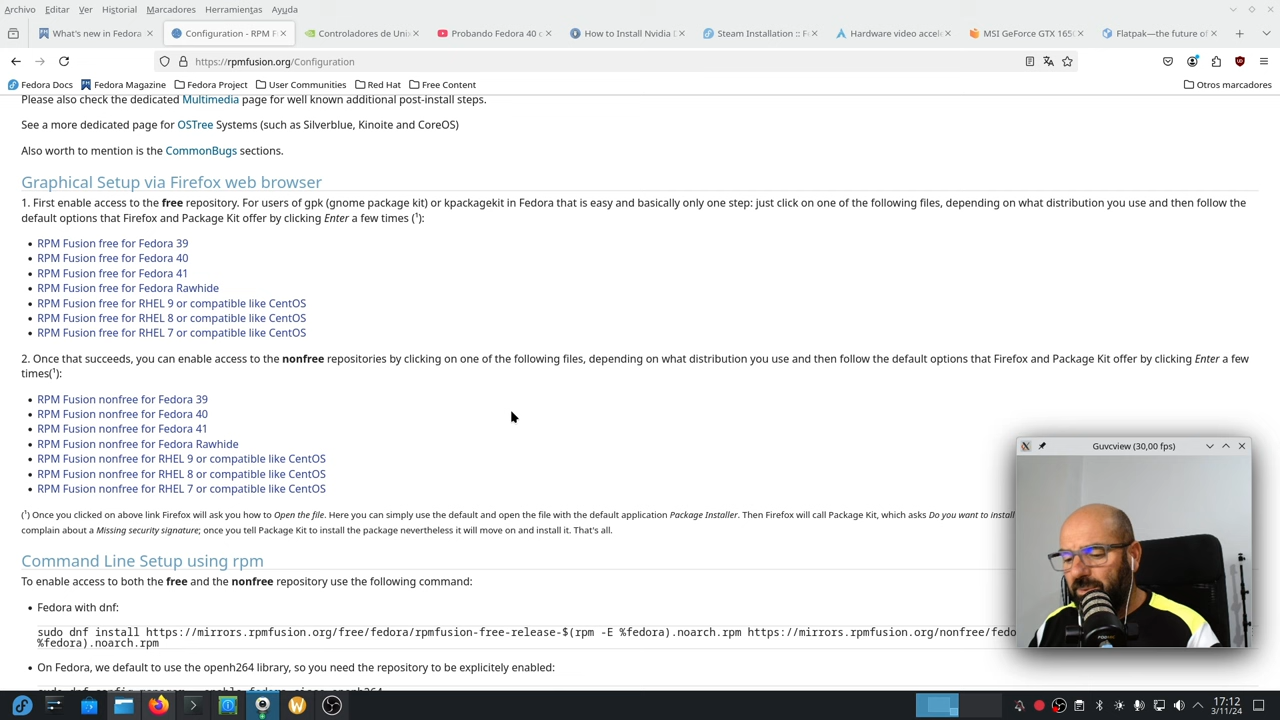 Archivo Editar Ver Historial Marcadores Herramientas Ayuda
What's new in Fedora
Configuration - RPM F
Controladores de Uni
Probando Fedora 40 c
How to Install Nvidia D
Steam Installation :: Fe
Hardware video accel
MSI GeForce GTX 165
Flatpak—the future of
https://rpmfusion.org/Configuration
Fedora Docs Fedora Magazine Fedora Project User Communities Red Hat Free Content Otros marcadores
Please also check the dedicated Multimedia page for well known additional post-install steps.
See a more dedicated page for OSTree Systems (such as Silverblue, Kinoite and CoreOS)
Also worth to mention is the CommonBugs sections.
Graphical Setup via Firefox web browser
1. First enable access to the free repository. For users of gpk (gnome package kit) or kpackagekit in Fedora that is easy and basically only one step: just click on one of the following files, depending on what distribution you use and then follow the
default options that Firefox and Package Kit offer by clicking Enter a few times (¹):
• RPM Fusion free for Fedora 39
• RPM Fusion free for Fedora 40
• RPM Fusion free for Fedora 41
• RPM Fusion free for Fedora Rawhide
• RPM Fusion free for RHEL 9 or compatible like CentOS
• RPM Fusion free for RHEL 8 or compatible like CentOS
• RPM Fusion free for RHEL 7 or compatible like CentOS
2. Once that succeeds, you can enable access to the nonfree repositories by clicking on one of the following files, depending on what distribution you use and then follow the default options that Firefox and Package Kit offer by clicking Enter a few
times(¹):
• RPM Fusion nonfree for Fedora 39
• RPM Fusion nonfree for Fedora 40
• RPM Fusion nonfree for Fedora 41
• RPM Fusion nonfree for Fedora Rawhide
• RPM Fusion nonfree for RHEL 9 or compatible like CentOS
• RPM Fusion nonfree for RHEL 8 or compatible like CentOS
• RPM Fusion nonfree for RHEL 7 or compatible like CentOS
(¹) Once you clicked on above link Firefox will ask you how to Open the file. Here you can simply use the default and open the file with the default application Package Installer. Then Firefox will call Package Kit, which asks Do you want to install
complain about a Missing security signature; once you tell Package Kit to install the package nevertheless it will move on and install it. That's all.
Guvcview (30,00 fps)
Command Line Setup using rpm
To enable access to both the free and the nonfree repository use the following command:
• Fedora with dnf:
sudo dnf install https://mirrors.rpmfusion.org/free/fedora/rpmfusion-free-release-$(rpm -E %fedora).noarch.rpm https://mirrors.rpmfusion.org/nonfree/fedo
%fedora).noarch.rpm
• On Fedora, we default to use the openh264 library, so you need the repository to be explicitely enabled:
17:12
3/11/24